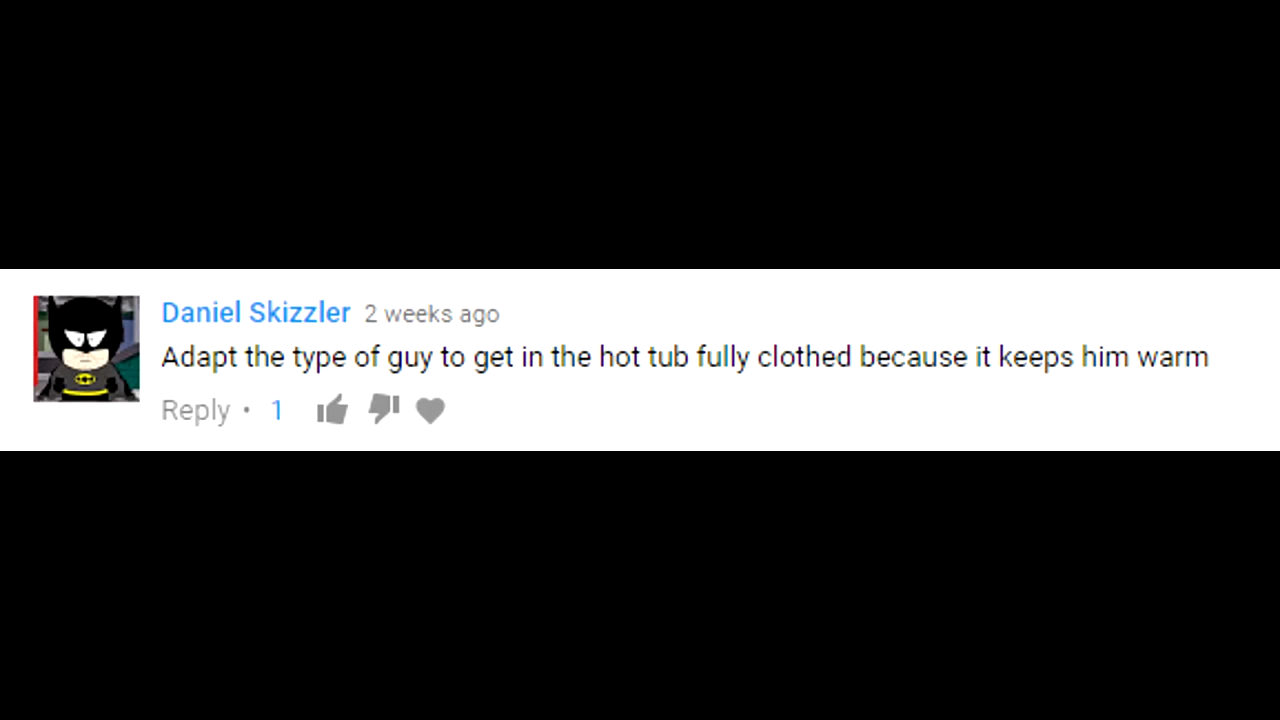 Daniel Skizzler 2 weeks ago
Adapt the type of guy to get in the hot tub fully clothed because it keeps him warm
Reply • 1